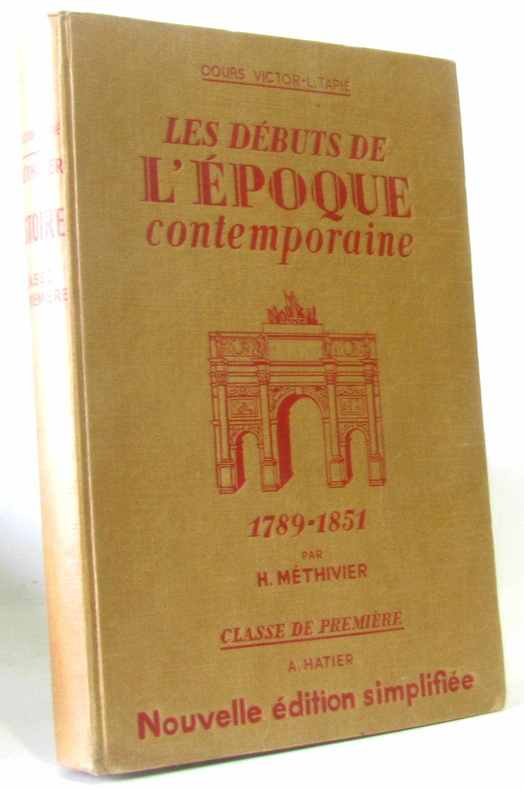 COURS VICTOR-L. TAPIÉ
LES DÉBUTS DE
L'ÉPOQUE
contemporaine
1789-1851
PAR
H. MÉTHIVIER
CLASSE DE PREMIÈRE
A. HATIER
Nouvelle édition simplifiée